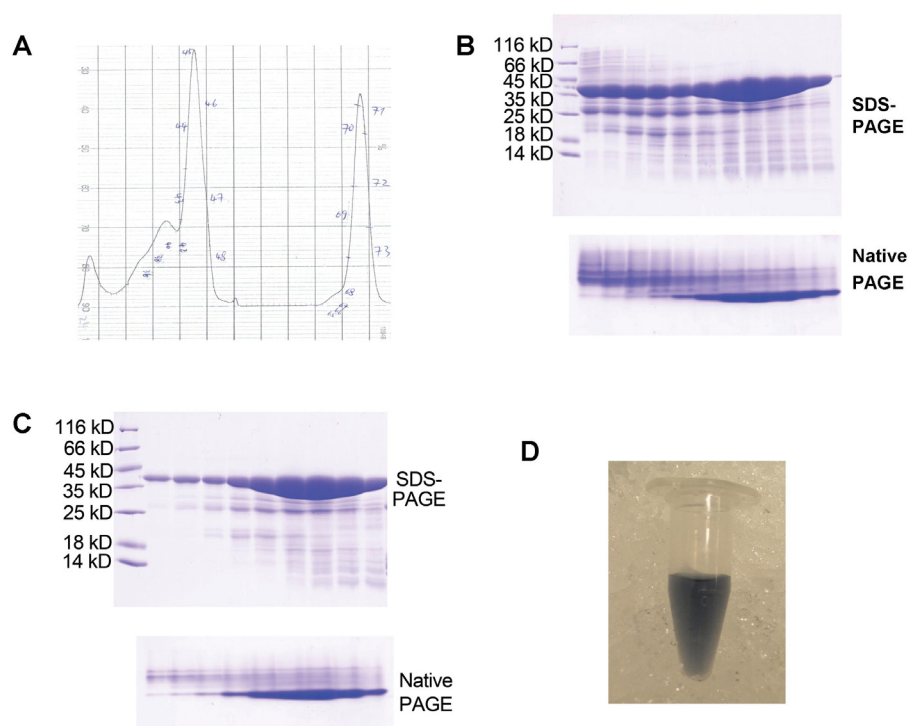 A
45
46
44
47
48
71
70
72
69
73
68
B
116 kD
66 kD
45 kD
35 kD
25 kD
18 kD
14 kD
SDS-
PAGE
Native
PAGE
C
116 kD
66 kD
45 kD
35 kD
25 kD
18 kD
14 kD
SDS-
PAGE
Native
PAGE
D